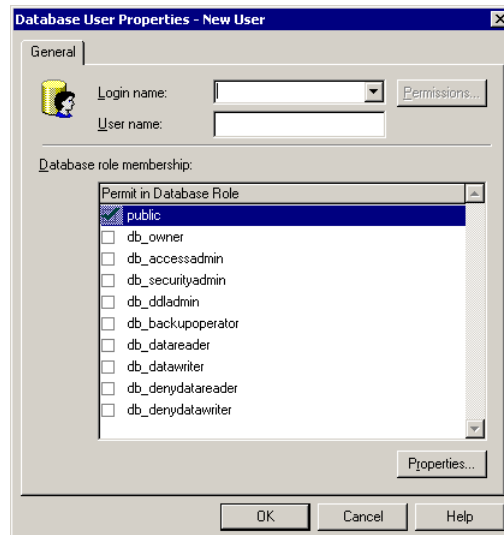 Database User Properties - New User
General
Login name:
Permissions...
User name:
Database role membership:
Permit in Database Role
public
db_owner
db_accessadmin
db_securityadmin
db_ddladmin
db_backupoperator
db_datareader
db_datawriter
db_denydatareader
db_denydatawriter
Properties...
OK Cancel Help